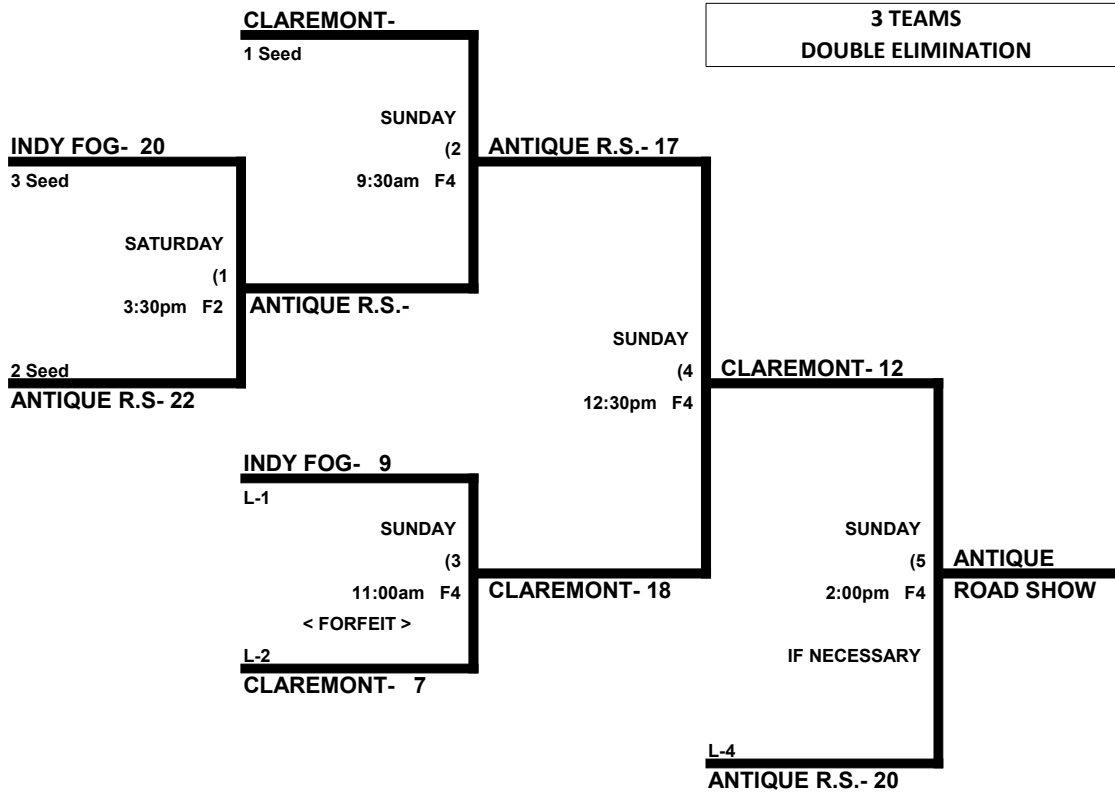 CLAREMONT-
1 Seed
3 TEAMS
DOUBLE ELIMINATION
SUNDAY
(2
9:30am F4
INDY FOG- 20
3 Seed
ANTIQUE R.S.- 17
SATURDAY
(1
3:30pm F2
ANTIQUE R.S.-
2 Seed
ANTIQUE R.S- 22
SUNDAY
(4
12:30pm F4
CLAREMONT- 12
INDY FOG- 9
L-1
SUNDAY
(3
11:00am F4
< FORFEIT >
CLAREMONT- 18
L-2
CLAREMONT- 7
SUNDAY
(5
2:00pm F4
IF NECESSARY
ANTIQUE
ROAD SHOW
L-4
ANTIQUE R.S.- 20